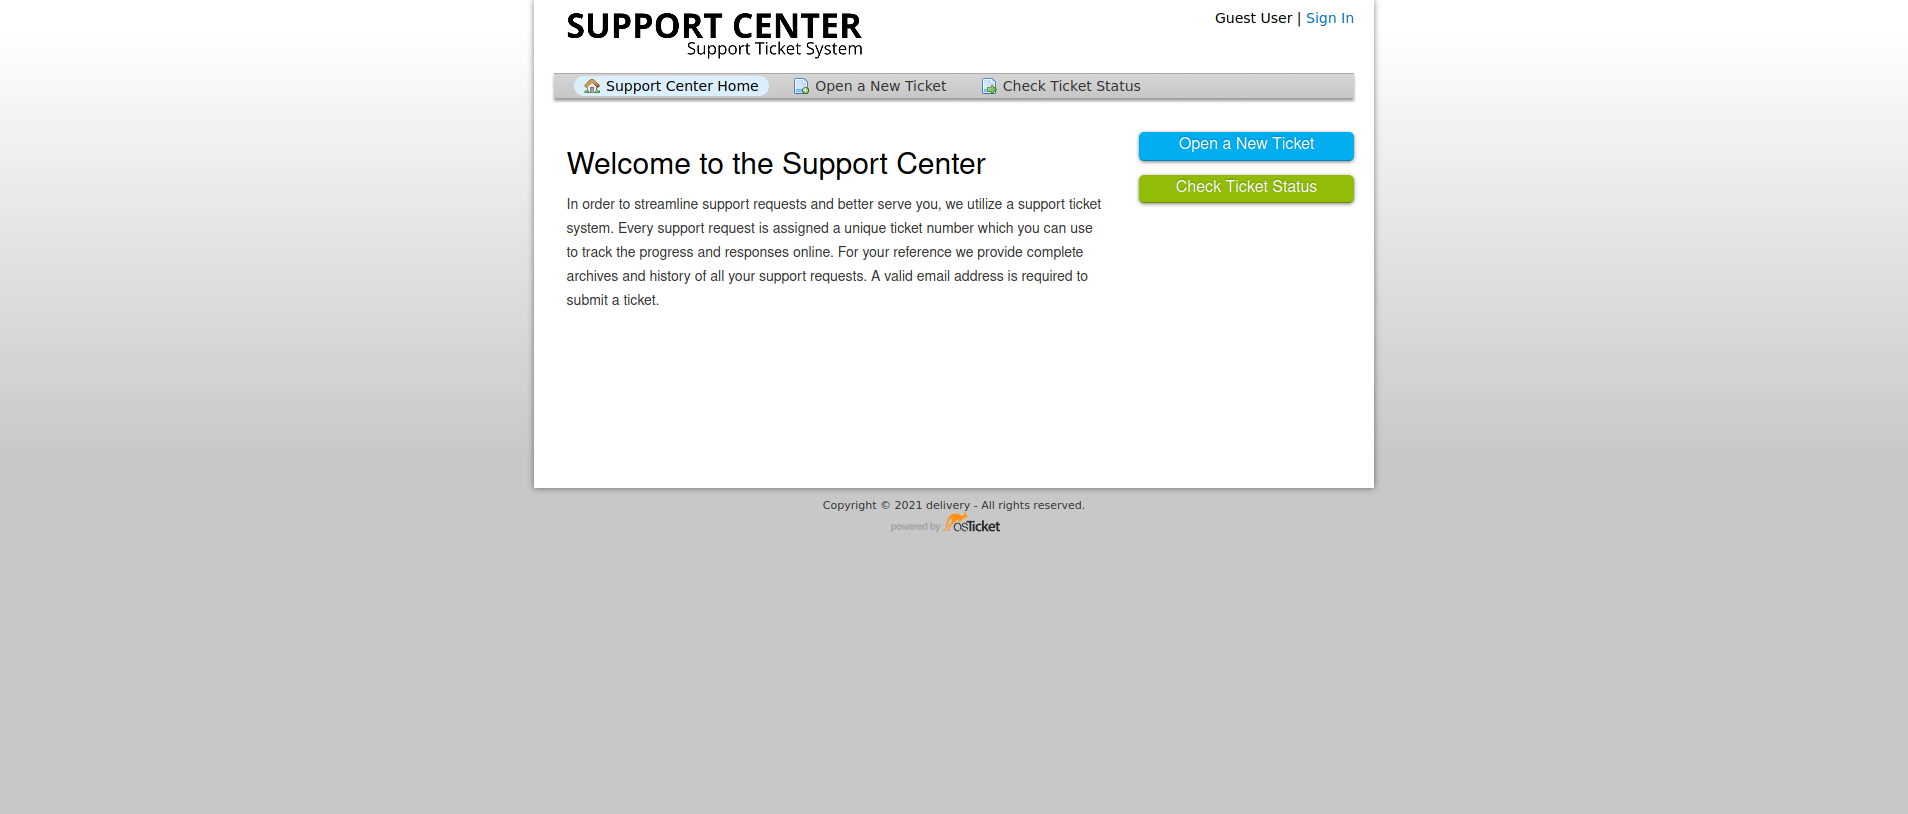 SUPPORT CENTER
Support Ticket System
Guest User | Sign In
Support Center Home
Open a New Ticket
Check Ticket Status
Welcome to the Support Center
In order to streamline support requests and better serve you, we utilize a support ticket
system. Every support request is assigned a unique ticket number which you can use
to track the progress and responses online. For your reference we provide complete
archives and history of all your support requests. A valid email address is required to
submit a ticket.
Open a New Ticket
Check Ticket Status
Copyright © 2021 delivery - All rights reserved.
powered by osTicket